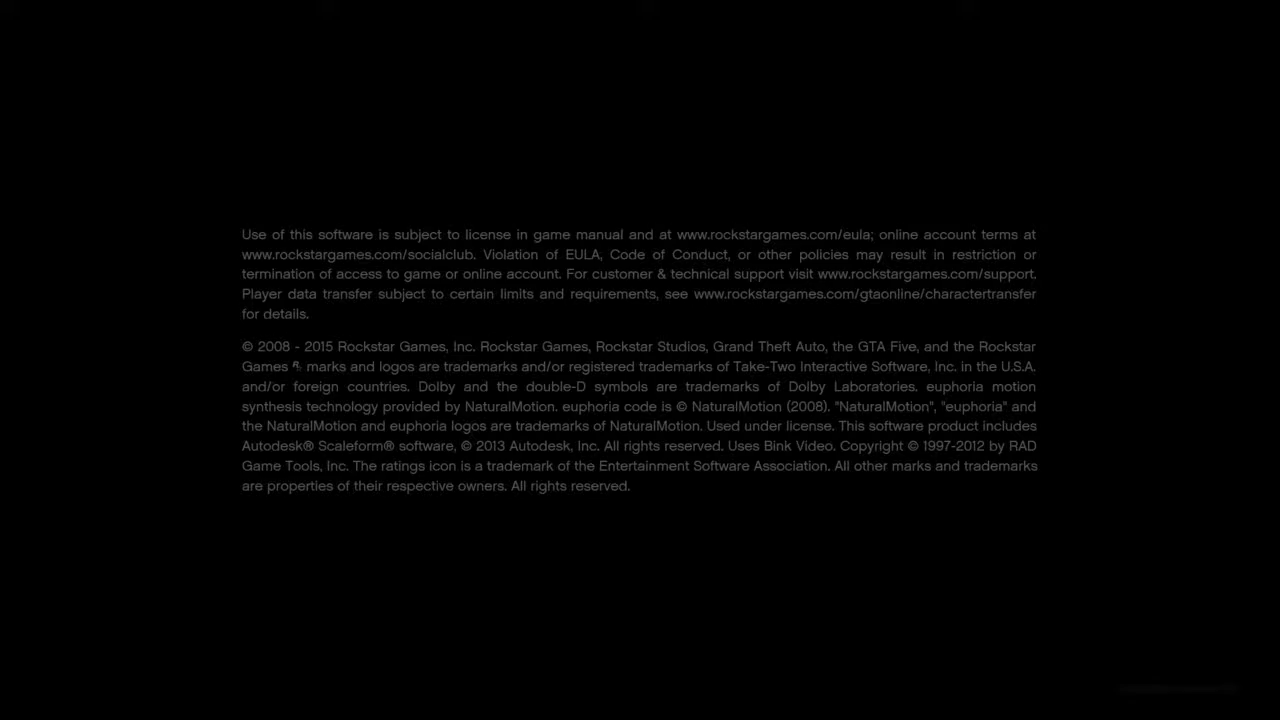 Use of this software is subject to license in game manual and at www.rockstargames.com/eula; online account terms at
www.rockstargames.com/socialclub. Violation of EULA, Code of Conduct, or other policies may result in restriction or
termination of access to game or online account. For customer & technical support visit www.rockstargames.com/support.
Player data transfer subject to certain limits and requirements, see www.rockstargames.com/gtaonline/charactertransfer
for details.
© 2008 - 2015 Rockstar Games, Inc. Rockstar Games, Rockstar Studios, Grand Theft Auto, the GTA Five, and the Rockstar
Games R* marks and logos are trademarks and/or registered trademarks of Take-Two Interactive Software, Inc. in the U.S.A.
and/or foreign countries. Dolby and the double-D symbols are trademarks of Dolby Laboratories. euphoria motion
synthesis technology provided by NaturalMotion. euphoria code is © NaturalMotion (2008). "NaturalMotion", "euphoria" and
the NaturalMotion and euphoria logos are trademarks of NaturalMotion. Used under license. This software product includes
Autodesk® Scaleform® software, © 2013 Autodesk, Inc. All rights reserved. Uses Bink Video. Copyright © 1997-2012 by RAD
Game Tools, Inc. The ratings icon is a trademark of the Entertainment Software Association. All other marks and trademarks
are properties of their respective owners. All rights reserved.